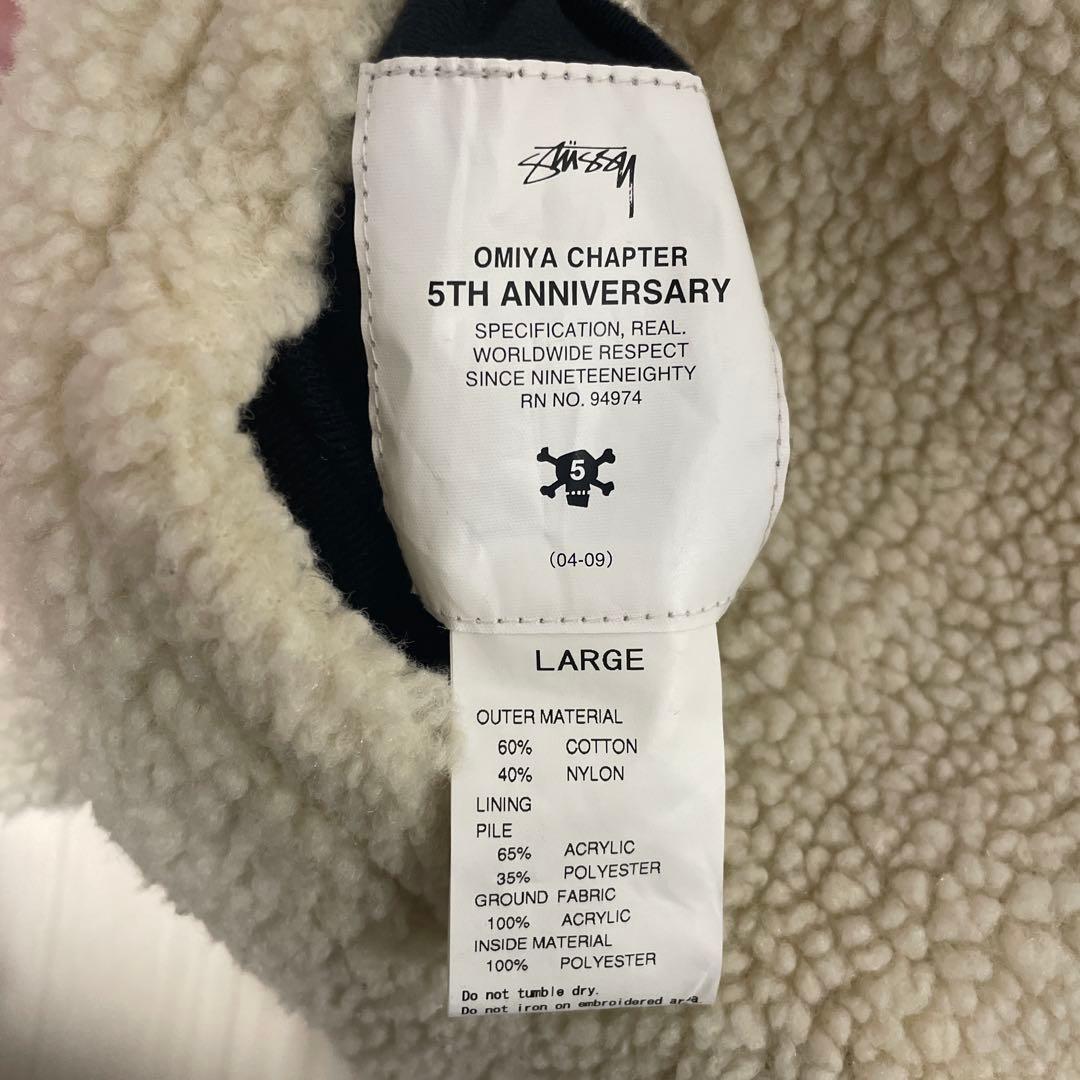 Stüssy
OMIYA CHAPTER
5TH ANNIVERSARY
SPECIFICATION, REAL.
WORLDWIDE RESPECT
SINCE NINETEENEIGHTY
RN NO. 94974
5
(04-09)
LARGE
OUTER MATERIAL
60% COTTON
40% NYLON
LINING
PILE
65% ACRYLIC
35% POLYESTER
GROUND FABRIC
100% ACRYLIC
INSIDE MATERIAL
100% POLYESTER
Do not tumble dry.
Do not iron on embroidered area.